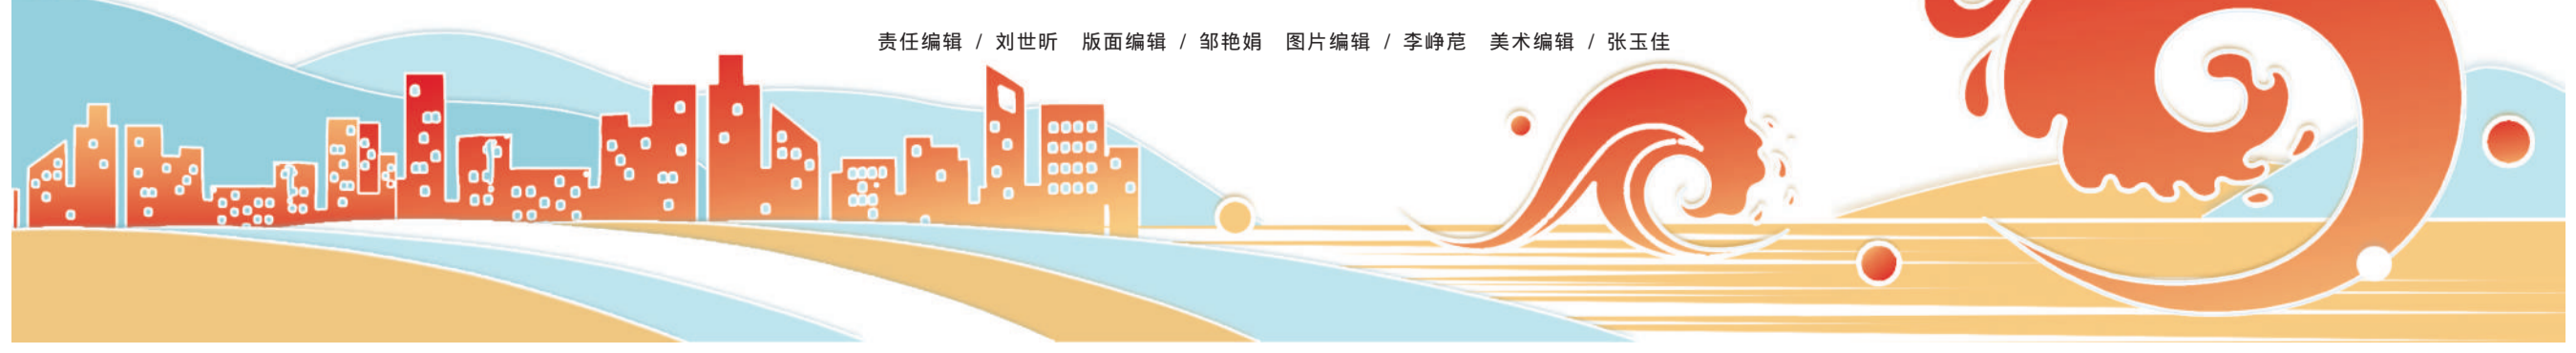 责任编辑 / 刘世昕 版面编辑 / 邹艳娟 图片编辑 / 李峥苨 美术编辑 / 张玉佳